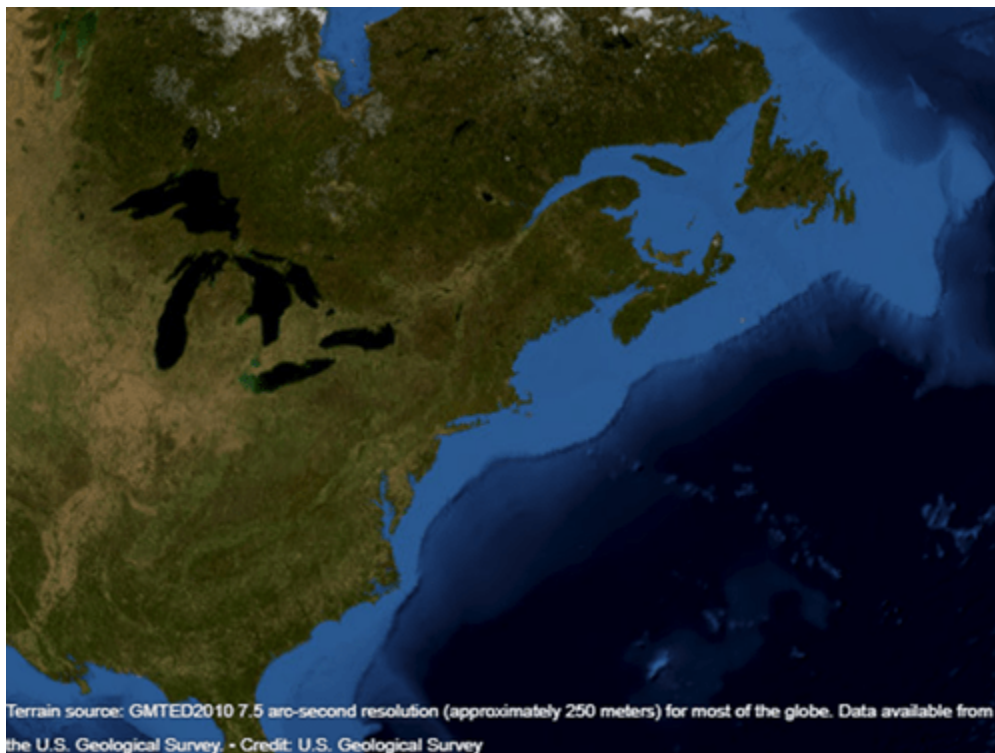 Terrain source: GMTED2010 7.5 arc-second resolution (approximately 250 meters) for most of the globe. Data available from
the U.S. Geological Survey. - Credit: U.S. Geological Survey